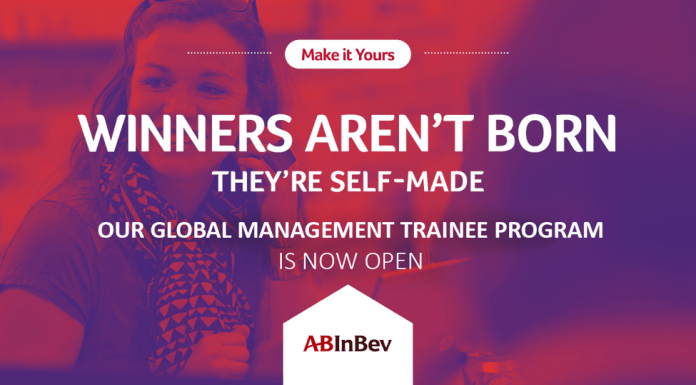 Make it Yours
WINNERS AREN'T BORN
THEY'RE SELF-MADE
OUR GLOBAL MANAGEMENT TRAINEE PROGRAM
IS NOW OPEN
ABInBev